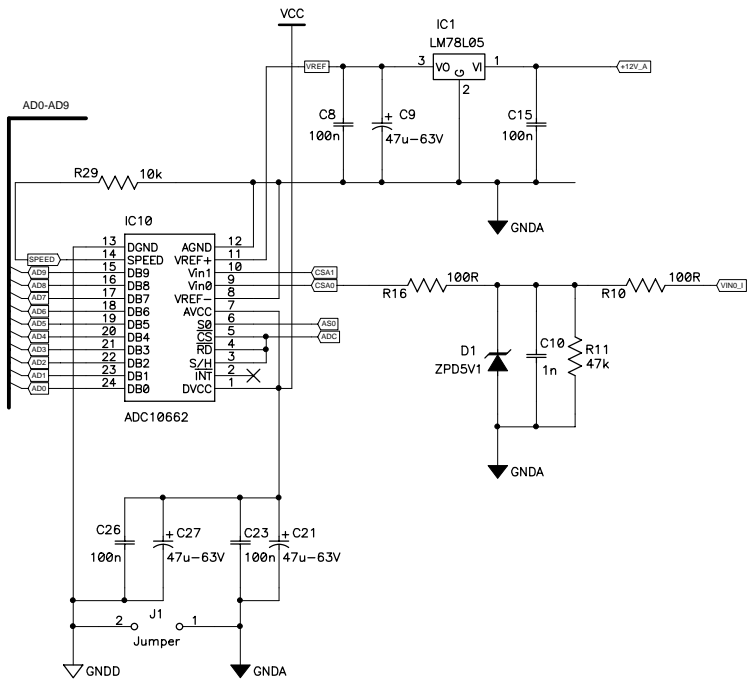 VCC
IC1
LM78L05
VREF
3 VO G VI 1
2
+12V_A
AD0-AD9
C8
100n
+ C9
47u-63V
C15
100n
R29 10k
GNDA
IC10
13 DGND AGND 12
SPEED 14 SPEED VREF+ 11
AD9 15 DB9 Vin1 10 CSA1
AD8 16 DB8 Vin0 9 CSA0
AD7 17 DB7 VREF- 8
AD6 18 DB6 AVCC 7
AD5 19 DB5 S0 6 AS0
AD4 20 DB4 CS 5 ADC
AD3 21 DB3 RD 4
AD2 22 DB2 S/H 3
AD1 23 DB1 INT 2
AD0 24 DB0 DVCC 1
ADC10662
R16 100R
R10 100R
VIN0_I
D1
ZPD5V1
C10
1n
R11
47k
GNDA
C26
100n
+ C27
47u-63V
C23
100n
+ C21
47u-63V
J1
2 1
Jumper
GNDD
GNDA